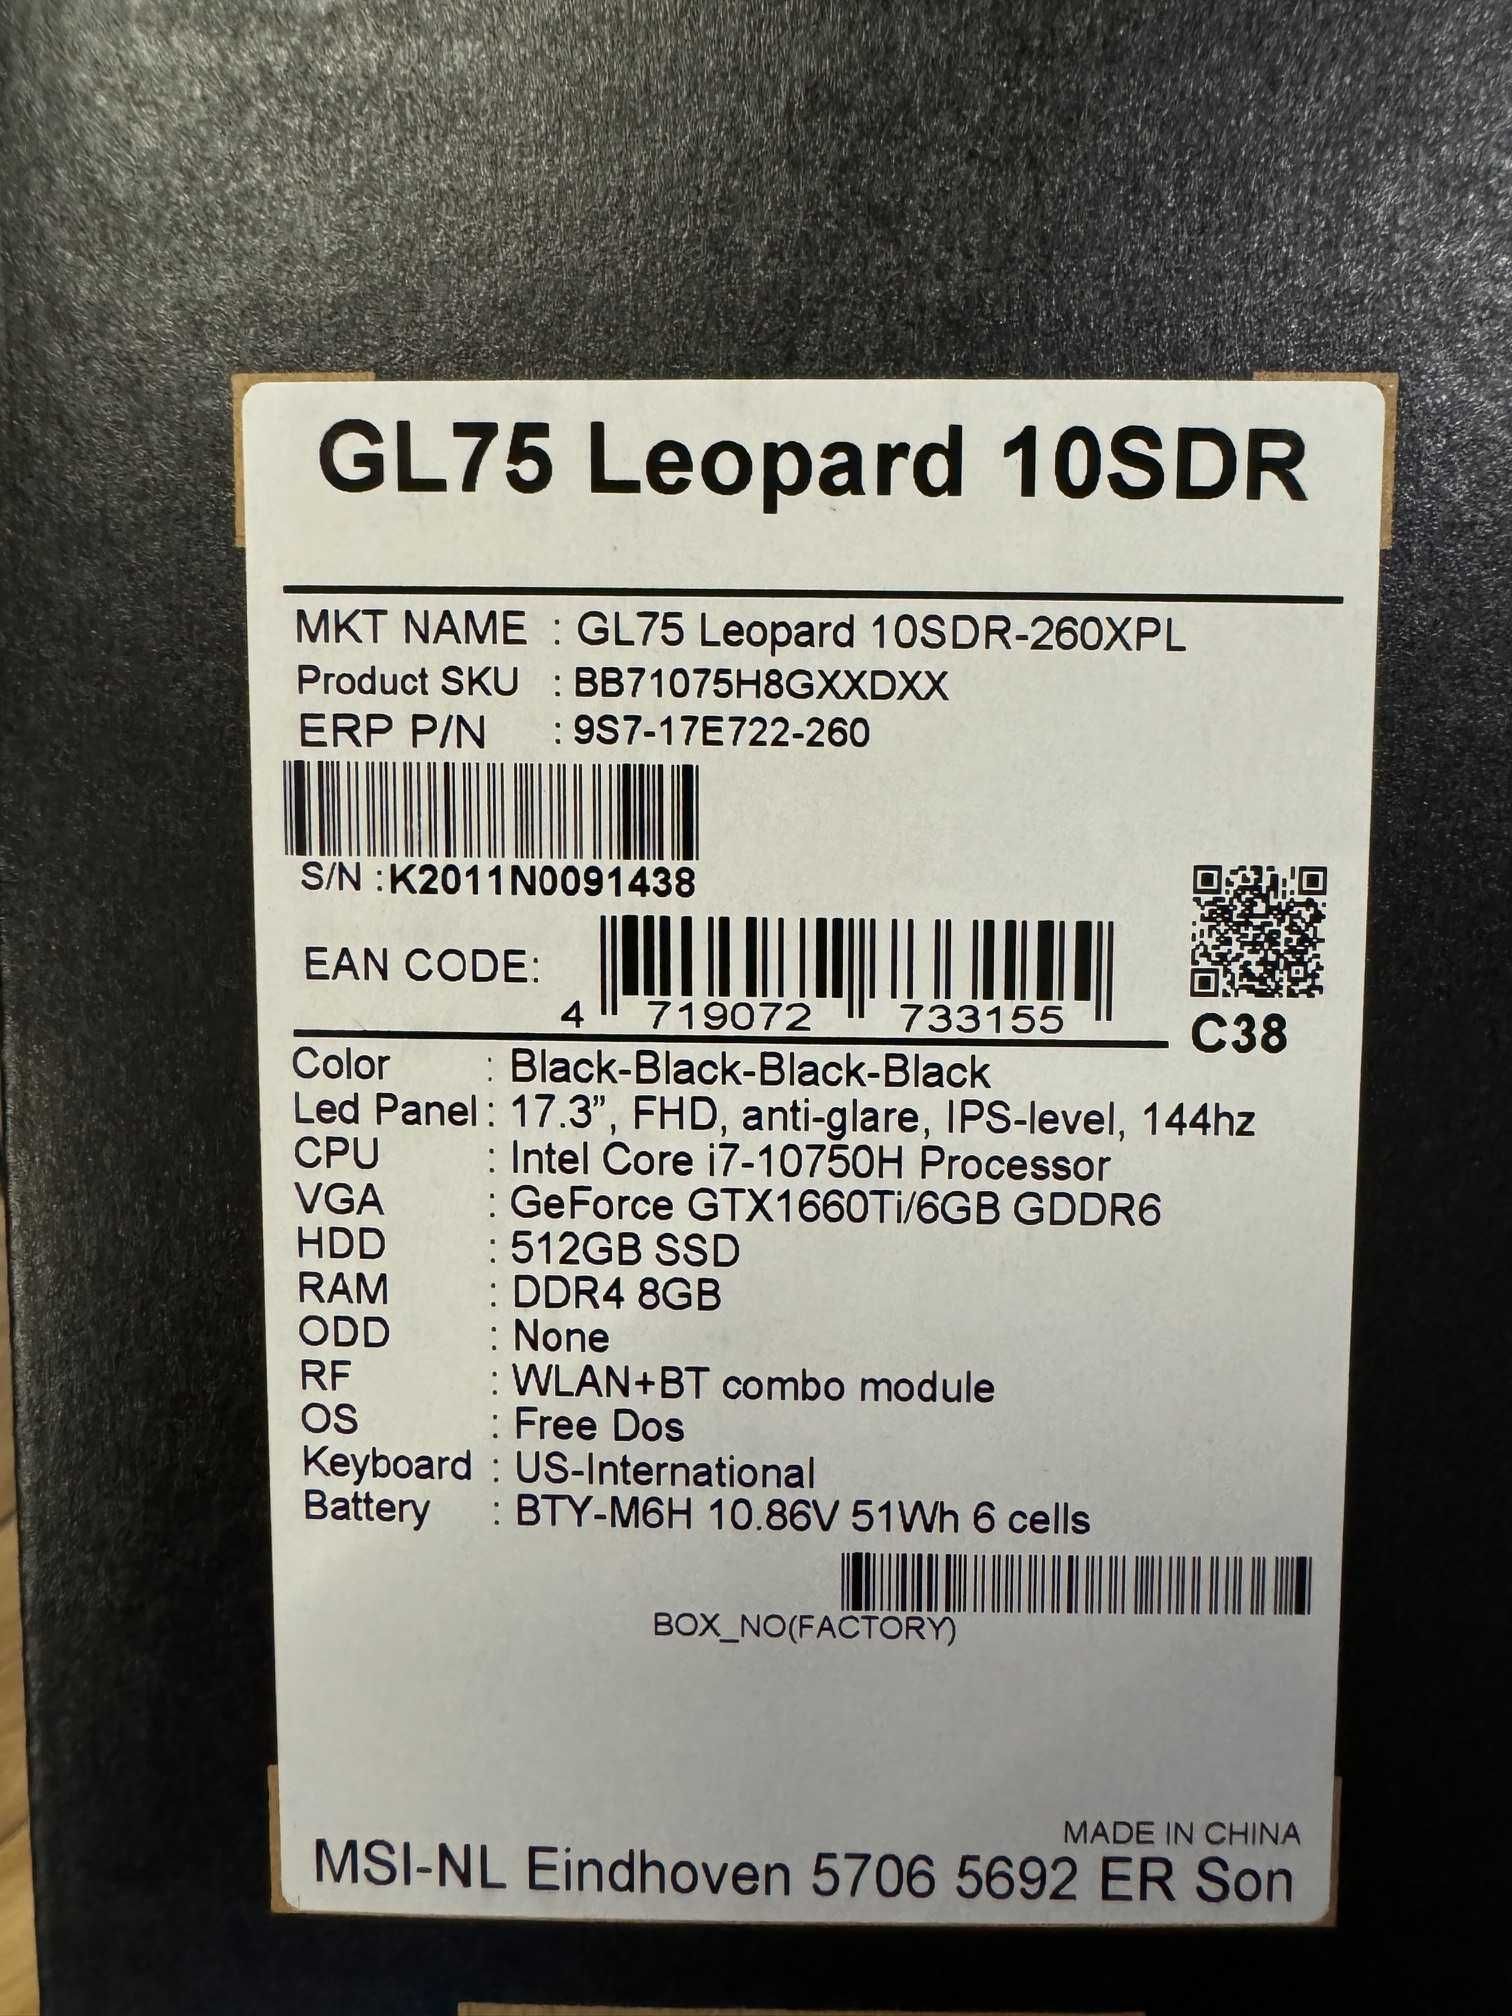 GL75 Leopard 10SDR
MKT NAME : GL75 Leopard 10SDR-260XPL
Product SKU : BB71075H8GXXDXX
ERP P/N : 9S7-17E722-260
S/N :K2011N0091438
EAN CODE:
4 719072 733155
C38
Color : Black-Black-Black-Black
Led Panel : 17.3”, FHD, anti-glare, IPS-level, 144hz
CPU : Intel Core i7-10750H Processor
VGA : GeForce GTX1660Ti/6GB GDDR6
HDD : 512GB SSD
RAM : DDR4 8GB
ODD : None
RF : WLAN+BT combo module
OS : Free Dos
Keyboard : US-International
Battery : BTY-M6H 10.86V 51Wh 6 cells
BOX_NO(FACTORY)
MADE IN CHINA
MSI-NL Eindhoven 5706 5692 ER Son